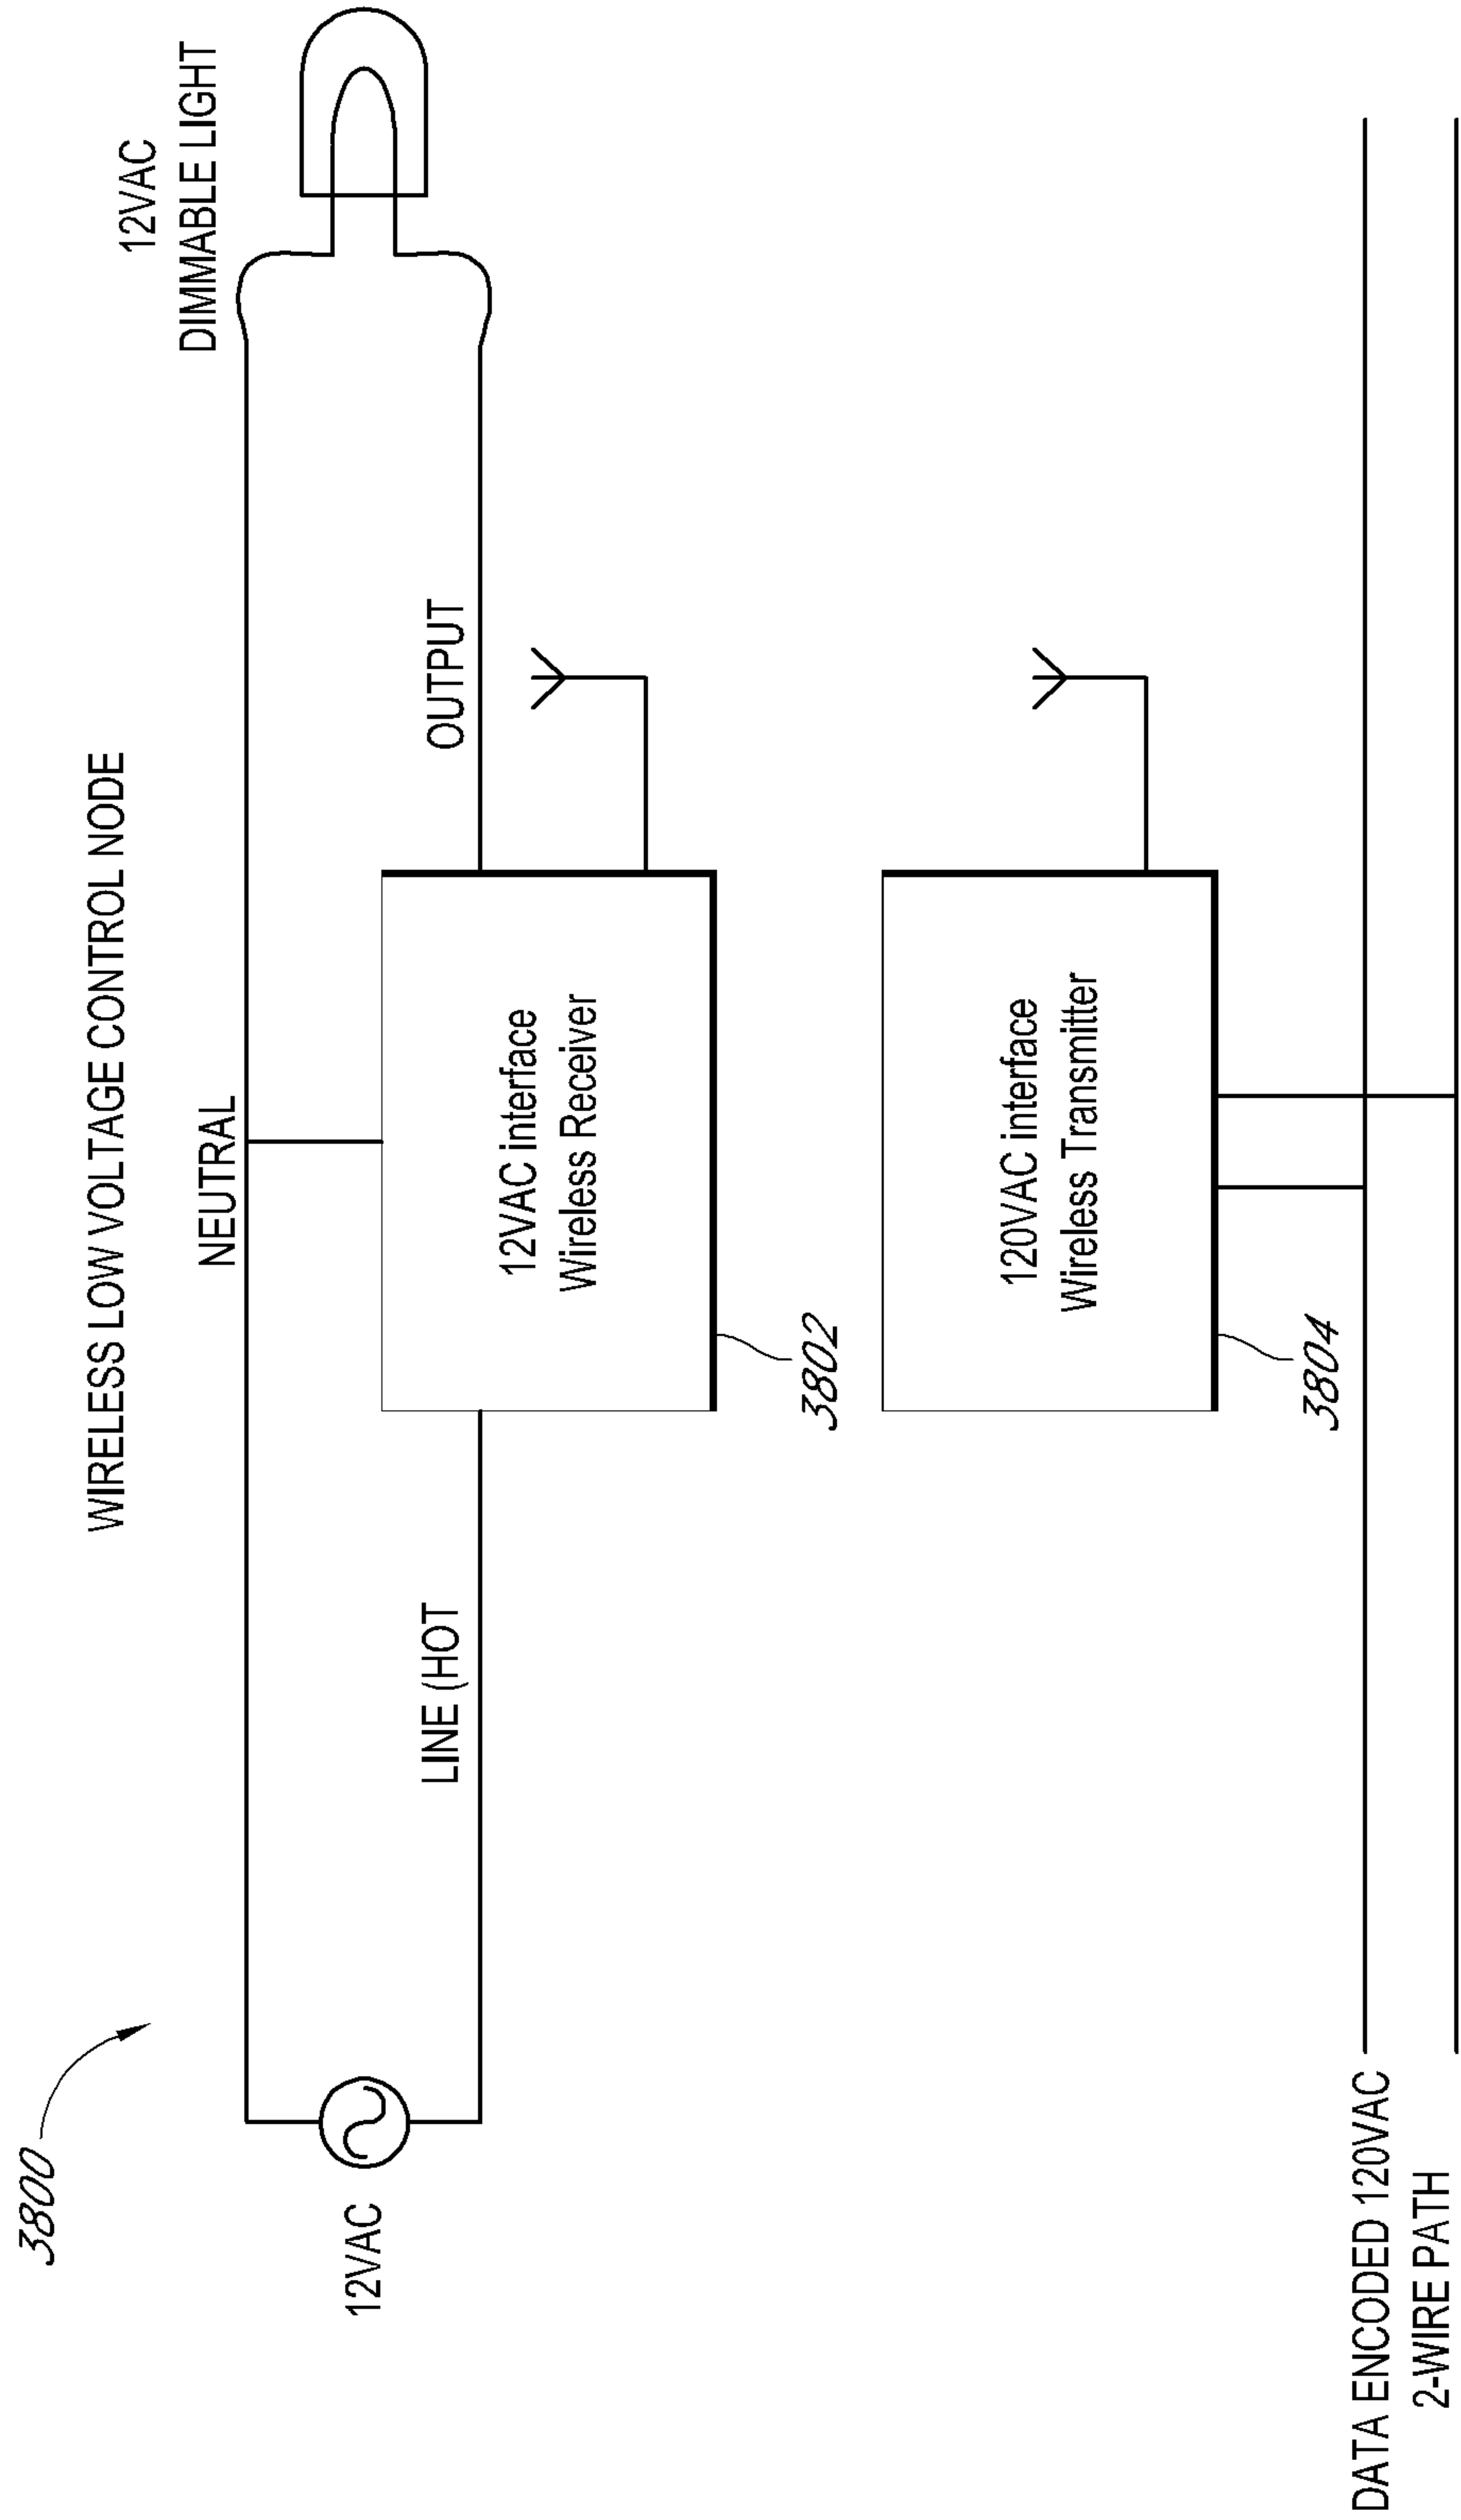 3800
WIRELESS LOW VOLTAGE CONTROL NODE
12VAC
DIMMABLE LIGHT
NEUTRAL
12VAC
LINE (HOT
OUTPUT
12VAC interface
Wireless Receiver
3802
120VAC interface
Wireless Transmitter
3804
DATA ENCODED 120VAC
2-WIRE PATH